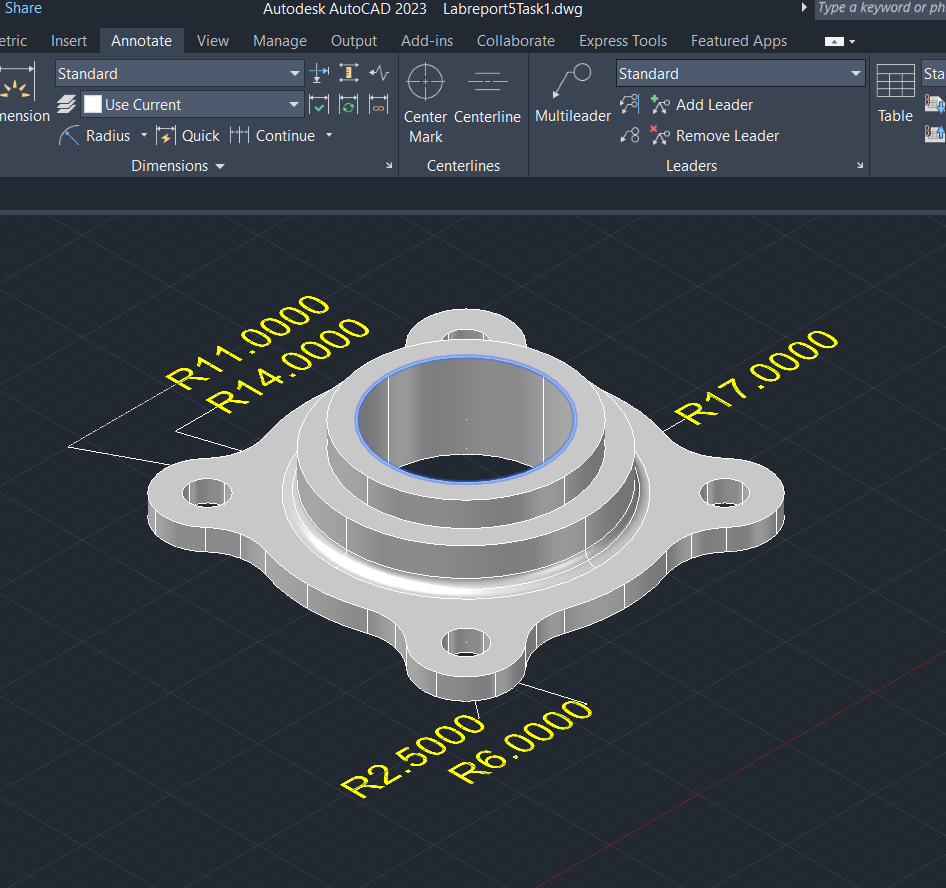 Share
Autodesk AutoCAD 2023 Labreport5Task1.dwg
Type a keyword or ph
etric Insert Annotate View Manage Output Add-ins Collaborate Express Tools Featured Apps
Standard
Use Current
mension
Radius Quick Continue
Dimensions
Center Mark
Centerline
Centerlines
Multileader
Standard
Add Leader
Remove Leader
Leaders
Table
Sta
R11.0000
R14.0000
R17.0000
R2.5000
R6.0000